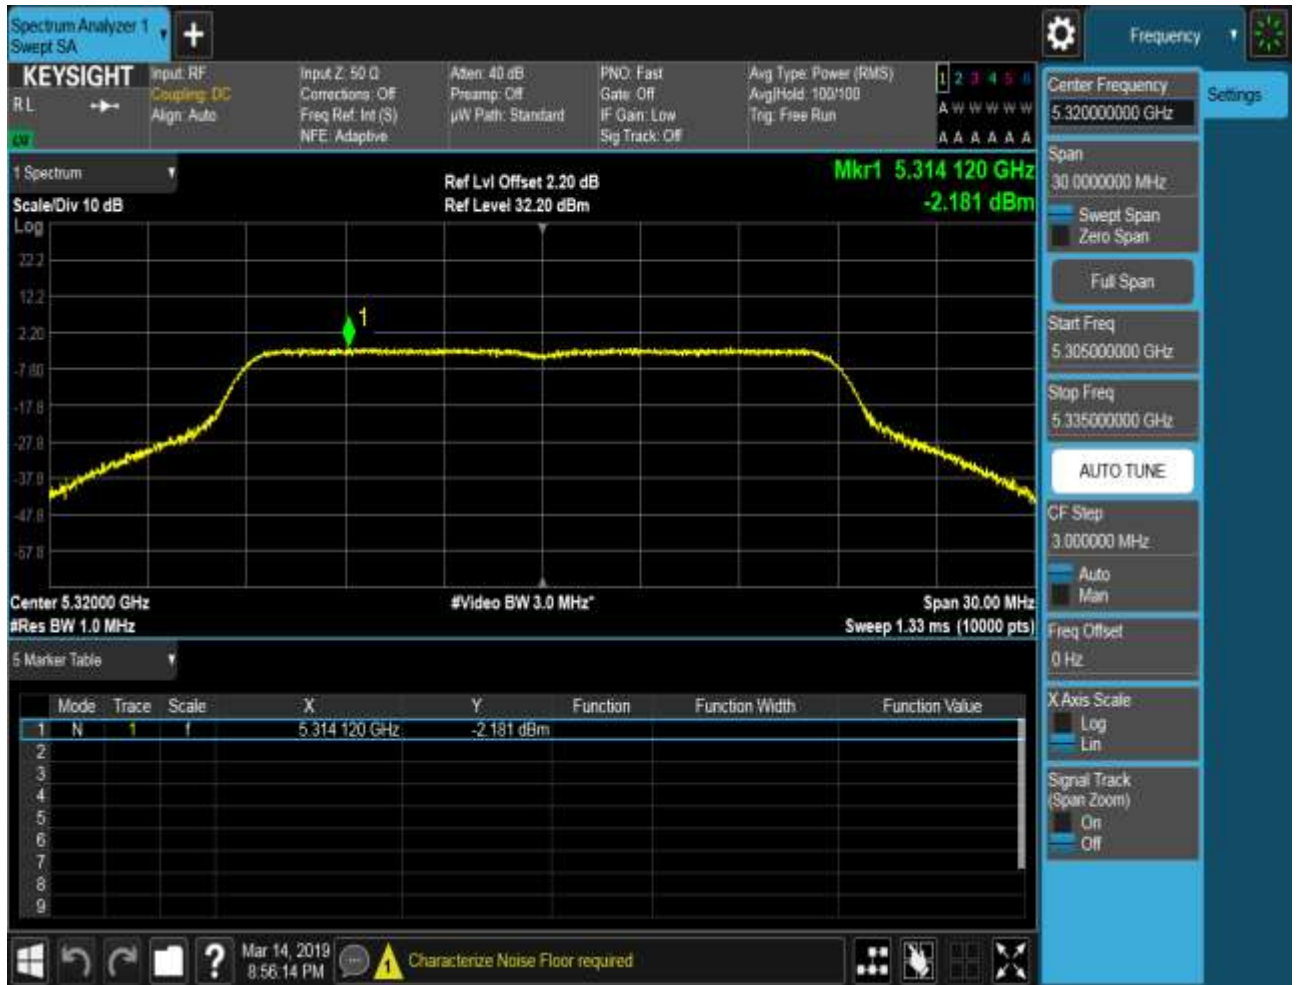 Spectrum Analyzer 1
Swept SA
+
Frequency
KEYSIGHT
RL
Input: RF
Coupling: DC
Align: Auto
Input Z: 50 Ω
Corrections: Off
Freq Ref: Int (S)
NFE: Adaptive
Atten: 40 dB
Preamp: Off
µW Path: Standard
PNO: Fast
Gate: Off
IF Gain: Low
Sig Track: Off
Avg Type: Power (RMS)
Avg|Hold: 100/100
Trig: Free Run
1 2 3 4 5 6
A W W W W W
A A A A A A
1 Spectrum
Scale/Div 10 dB
Ref Lvl Offset 2.20 dB
Ref Level 32.20 dBm
Mkr1 5.314 120 GHz
-2.181 dBm
Log
22.2
12.2
2.20
-7.80
-17.8
-27.8
-37.8
-47.8
-57.8
1
Center 5.32000 GHz
#Res BW 1.0 MHz
#Video BW 3.0 MHz*
Span 30.00 MHz
Sweep 1.33 ms (10000 pts)
5 Marker Table
Mode Trace Scale X Y Function Function Width Function Value
1 N 1 f 5.314 120 GHz -2.181 dBm
2
3
4
5
6
7
8
9
Mar 14, 2019
8:56:14 PM
Characterize Noise Floor required
Center Frequency
5.320000000 GHz
Settings
Span
30.0000000 MHz
Swept Span
Zero Span
Full Span
Start Freq
5.305000000 GHz
Stop Freq
5.335000000 GHz
AUTO TUNE
CF Step
3.000000 MHz
Auto
Man
Freq Offset
0 Hz
X Axis Scale
Log
Lin
Signal Track
(Span Zoom)
On
Off